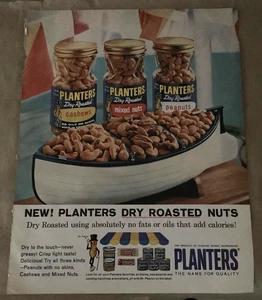 PLANTERS
Dry Roasted
cashews
PLANTERS
Dry Roasted
mixed nuts
PLANTERS
Dry Roasted
peanuts
NEW! PLANTERS DRY ROASTED NUTS
Dry Roasted using absolutely no fats or oils that add calories!
Dry to the touch—never
greasy! Crisp light taste!
Delicious! Try all three kinds
—Peanuts with no skins,
Cashews and Mixed Nuts.
PLANTERS
THE NAME FOR QUALITY